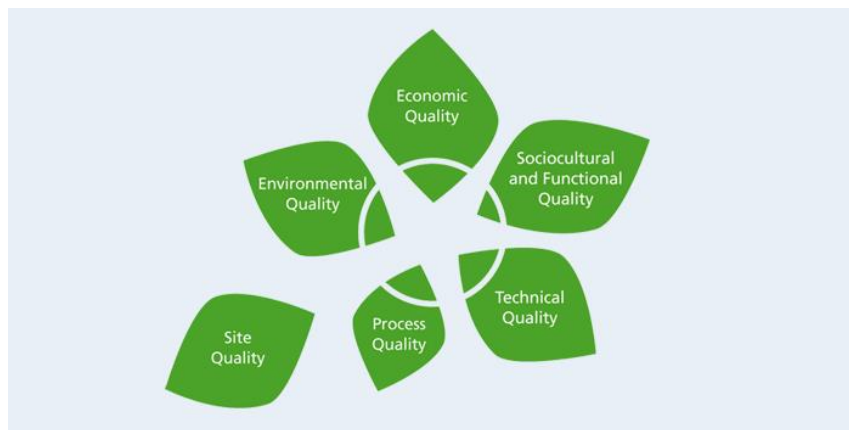 Economic
Quality
Sociocultural
and Functional
Quality
Environmental
Quality
Technical
Quality
Process
Quality
Site
Quality